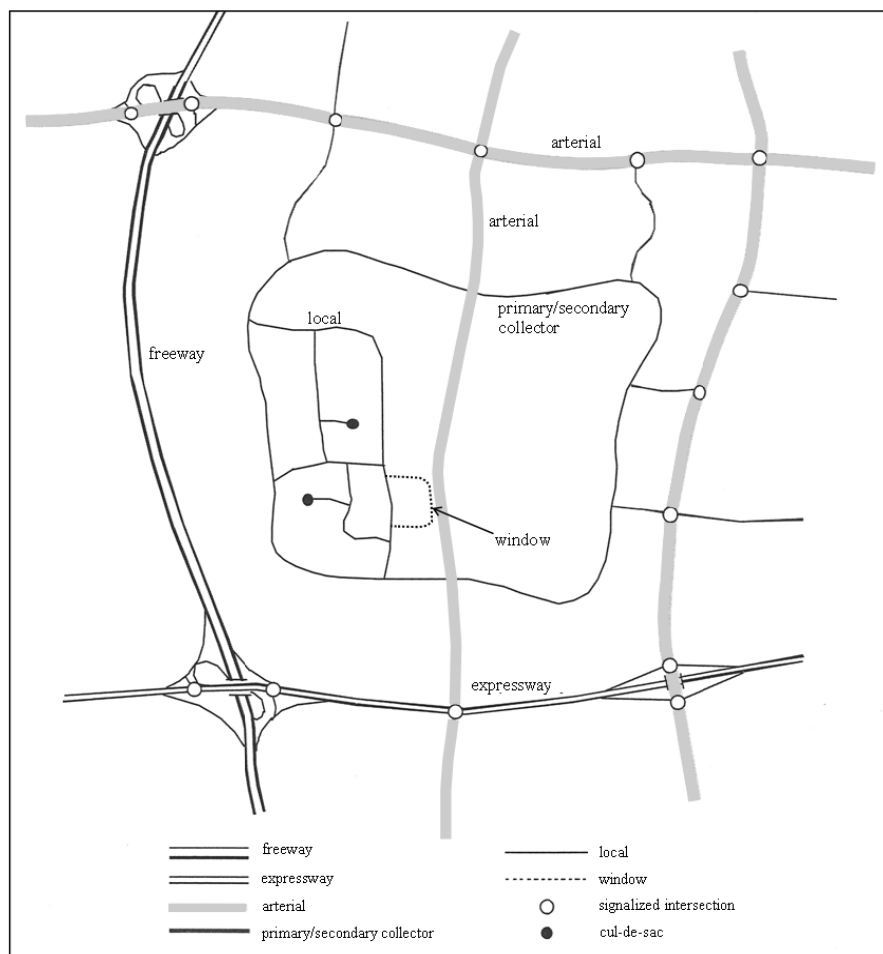 arterial
arterial
local
primary/secondary
collector
freeway
window
expressway
freeway
expressway
arterial
primary/secondary collector
local
window
signalized intersection
cul-de-sac